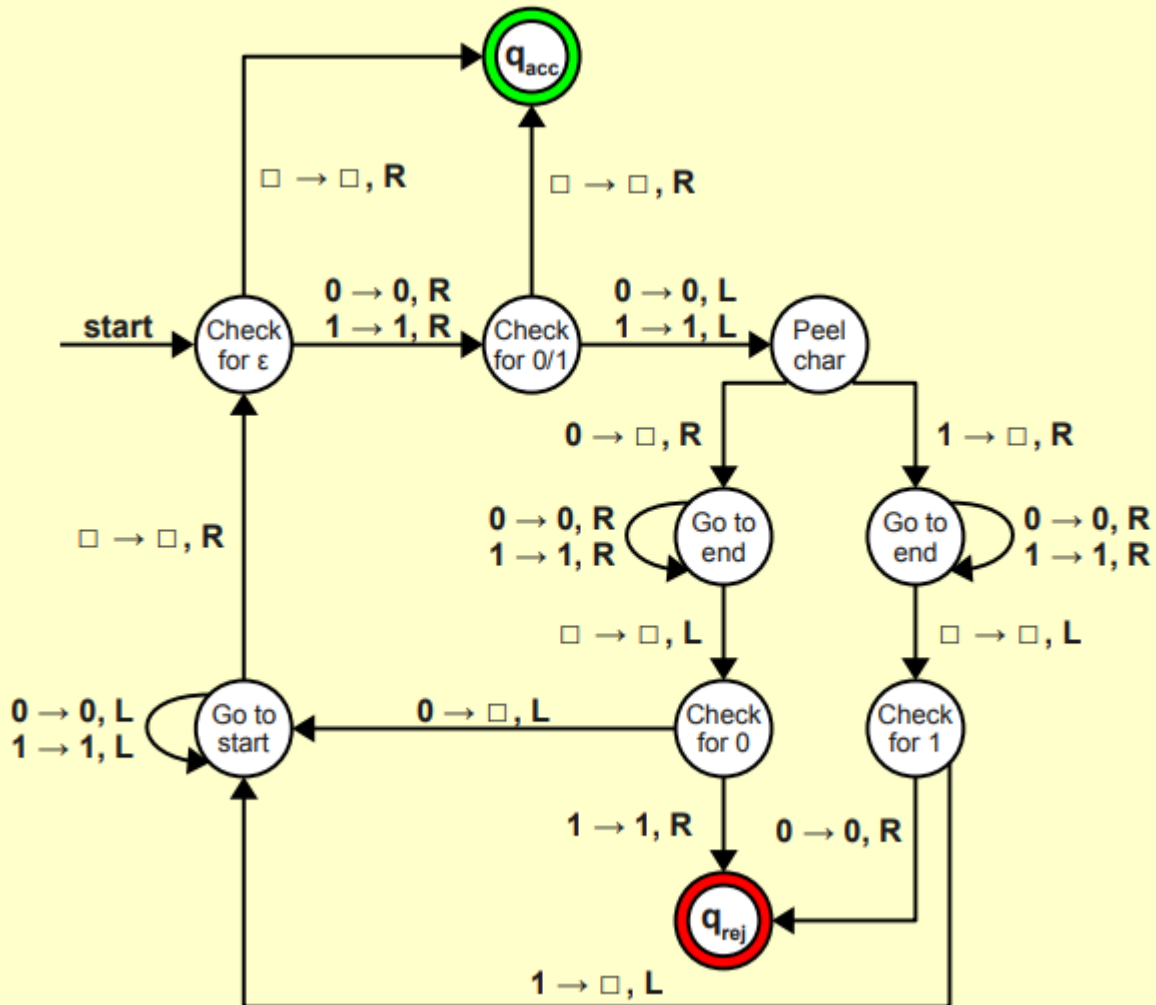 q_acc
□ → □, R
□ → □, R
0 → 0, R
1 → 1, R
0 → 0, L
1 → 1, L
start
Check
for ε
Check
for 0/1
Peel
char
0 → □, R
1 → □, R
□ → □, R
0 → 0, R
1 → 1, R
Go to
end
Go to
end
0 → 0, R
1 → 1, R
□ → □, L
□ → □, L
0 → 0, L
1 → 1, L
Go to
start
0 → □, L
Check
for 0
Check
for 1
1 → 1, R
0 → 0, R
q_rej
1 → □, L